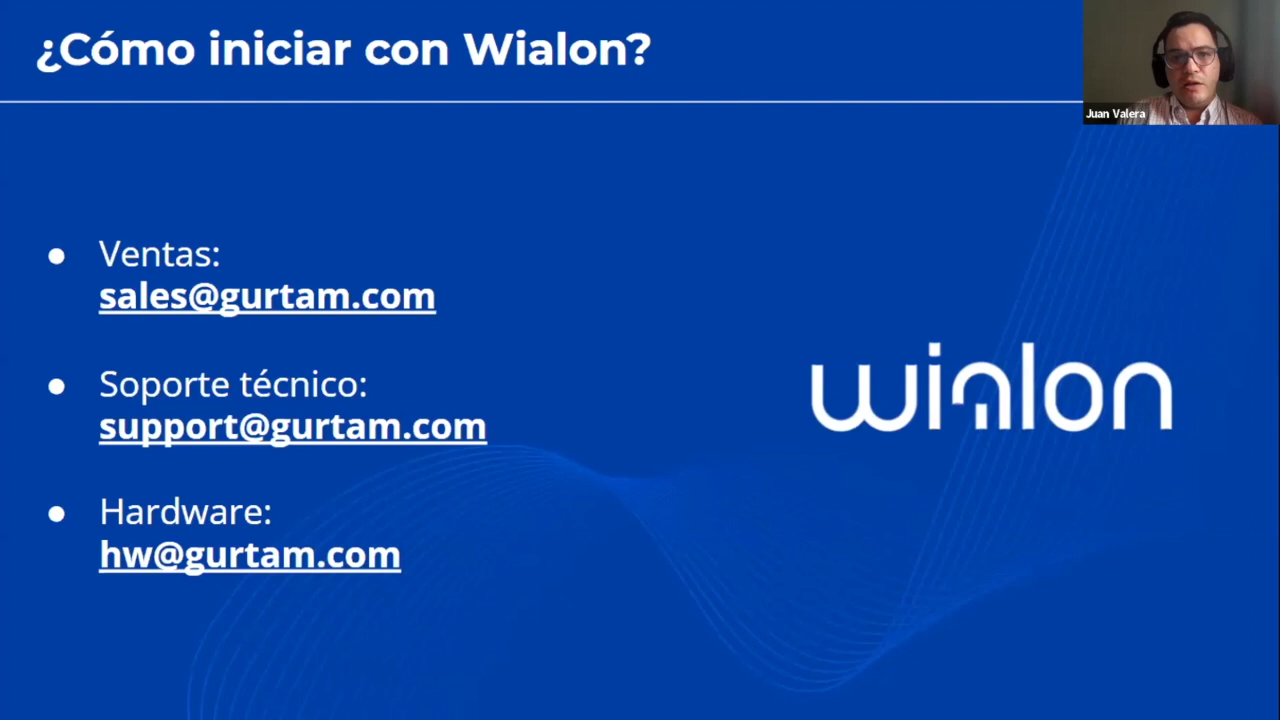 ¿Cómo iniciar con Wialon?
Juan Valera
● Ventas:
sales@gurtam.com
● Soporte técnico:
support@gurtam.com
● Hardware:
hw@gurtam.com
wialon